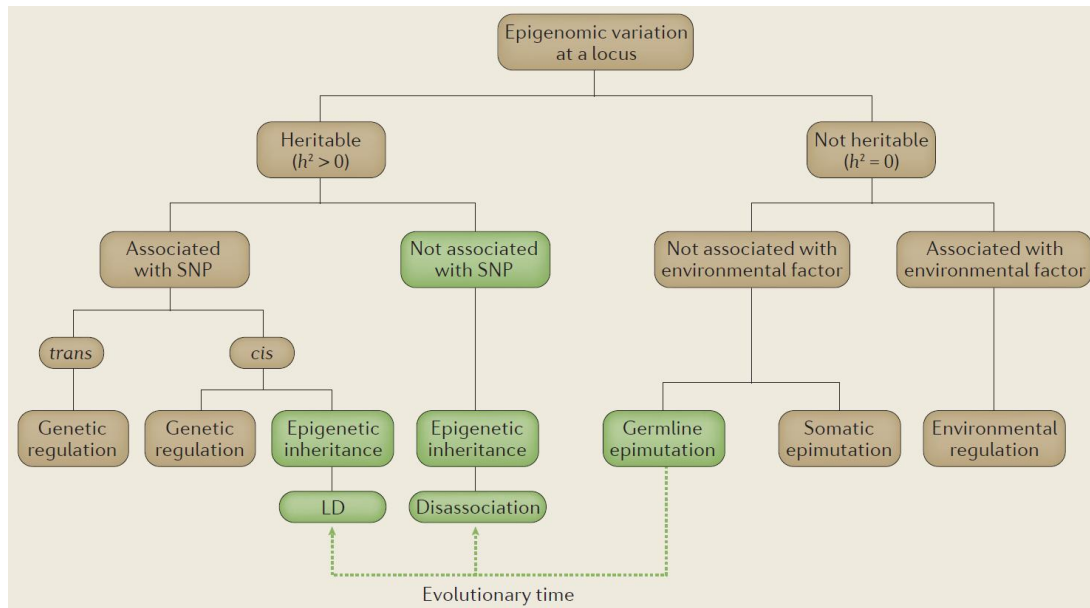 Epigenomic variation
at a locus
Heritable
(h² > 0)
Not heritable
(h² = 0)
Associated
with SNP
Not associated
with SNP
Not associated with
environmental factor
Associated with
environmental factor
trans
cis
Genetic
regulation
Genetic
regulation
Epigenetic
inheritance
Epigenetic
inheritance
Germline
epimutation
Somatic
epimutation
Environmental
regulation
LD
Disassociation
Evolutionary time